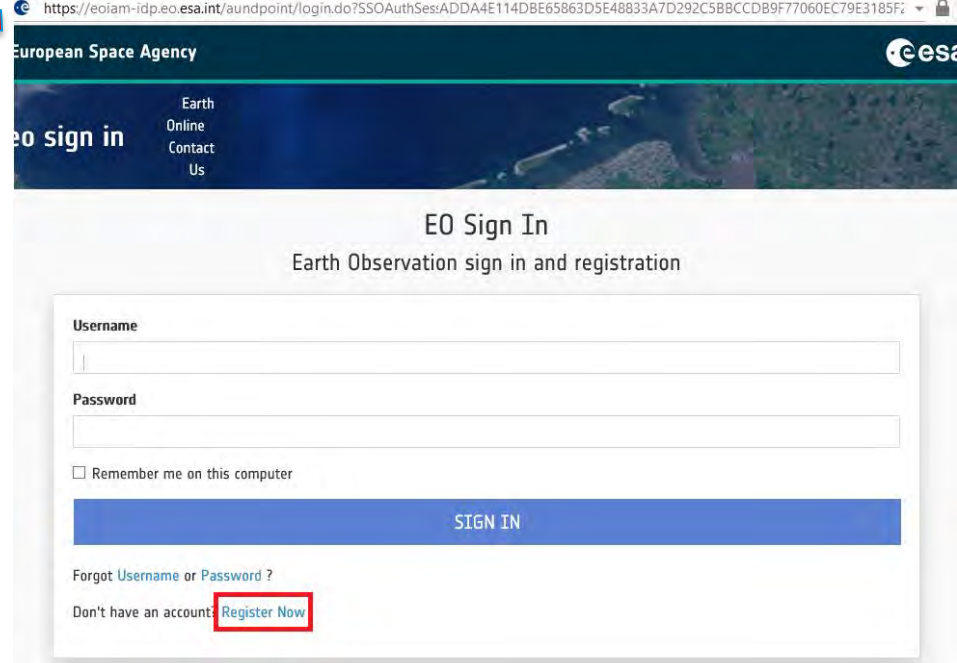 https://eoiam-idp.eo.esa.int/aundpoint/login.do?SSOAuthSes:ADDA4E114DBE65863D5E48833A7D292C5BBCCDB9F77060EC79E3185F2
European Space Agency
esa
eo sign in
Earth
Online
Contact
Us
EO Sign In
Earth Observation sign in and registration
Username
Password
Remember me on this computer
SIGN IN
Forgot Username or Password ?
Don't have an account? Register Now